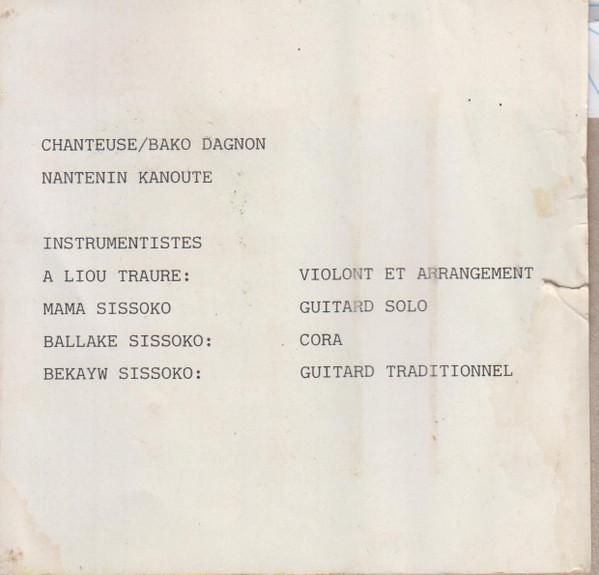 CHANTEUSE/BAKO DAGNON
NANTENIN KANOUTE
INSTRUMENTISTES
A LIOU TRAURE: VIOLONT ET ARRANGEMENT
MAMA SISSOKO GUITARD SOLO
BALLAKE SISSOKO: CORA
BEKAYW SISSOKO: GUITARD TRADITIONNEL